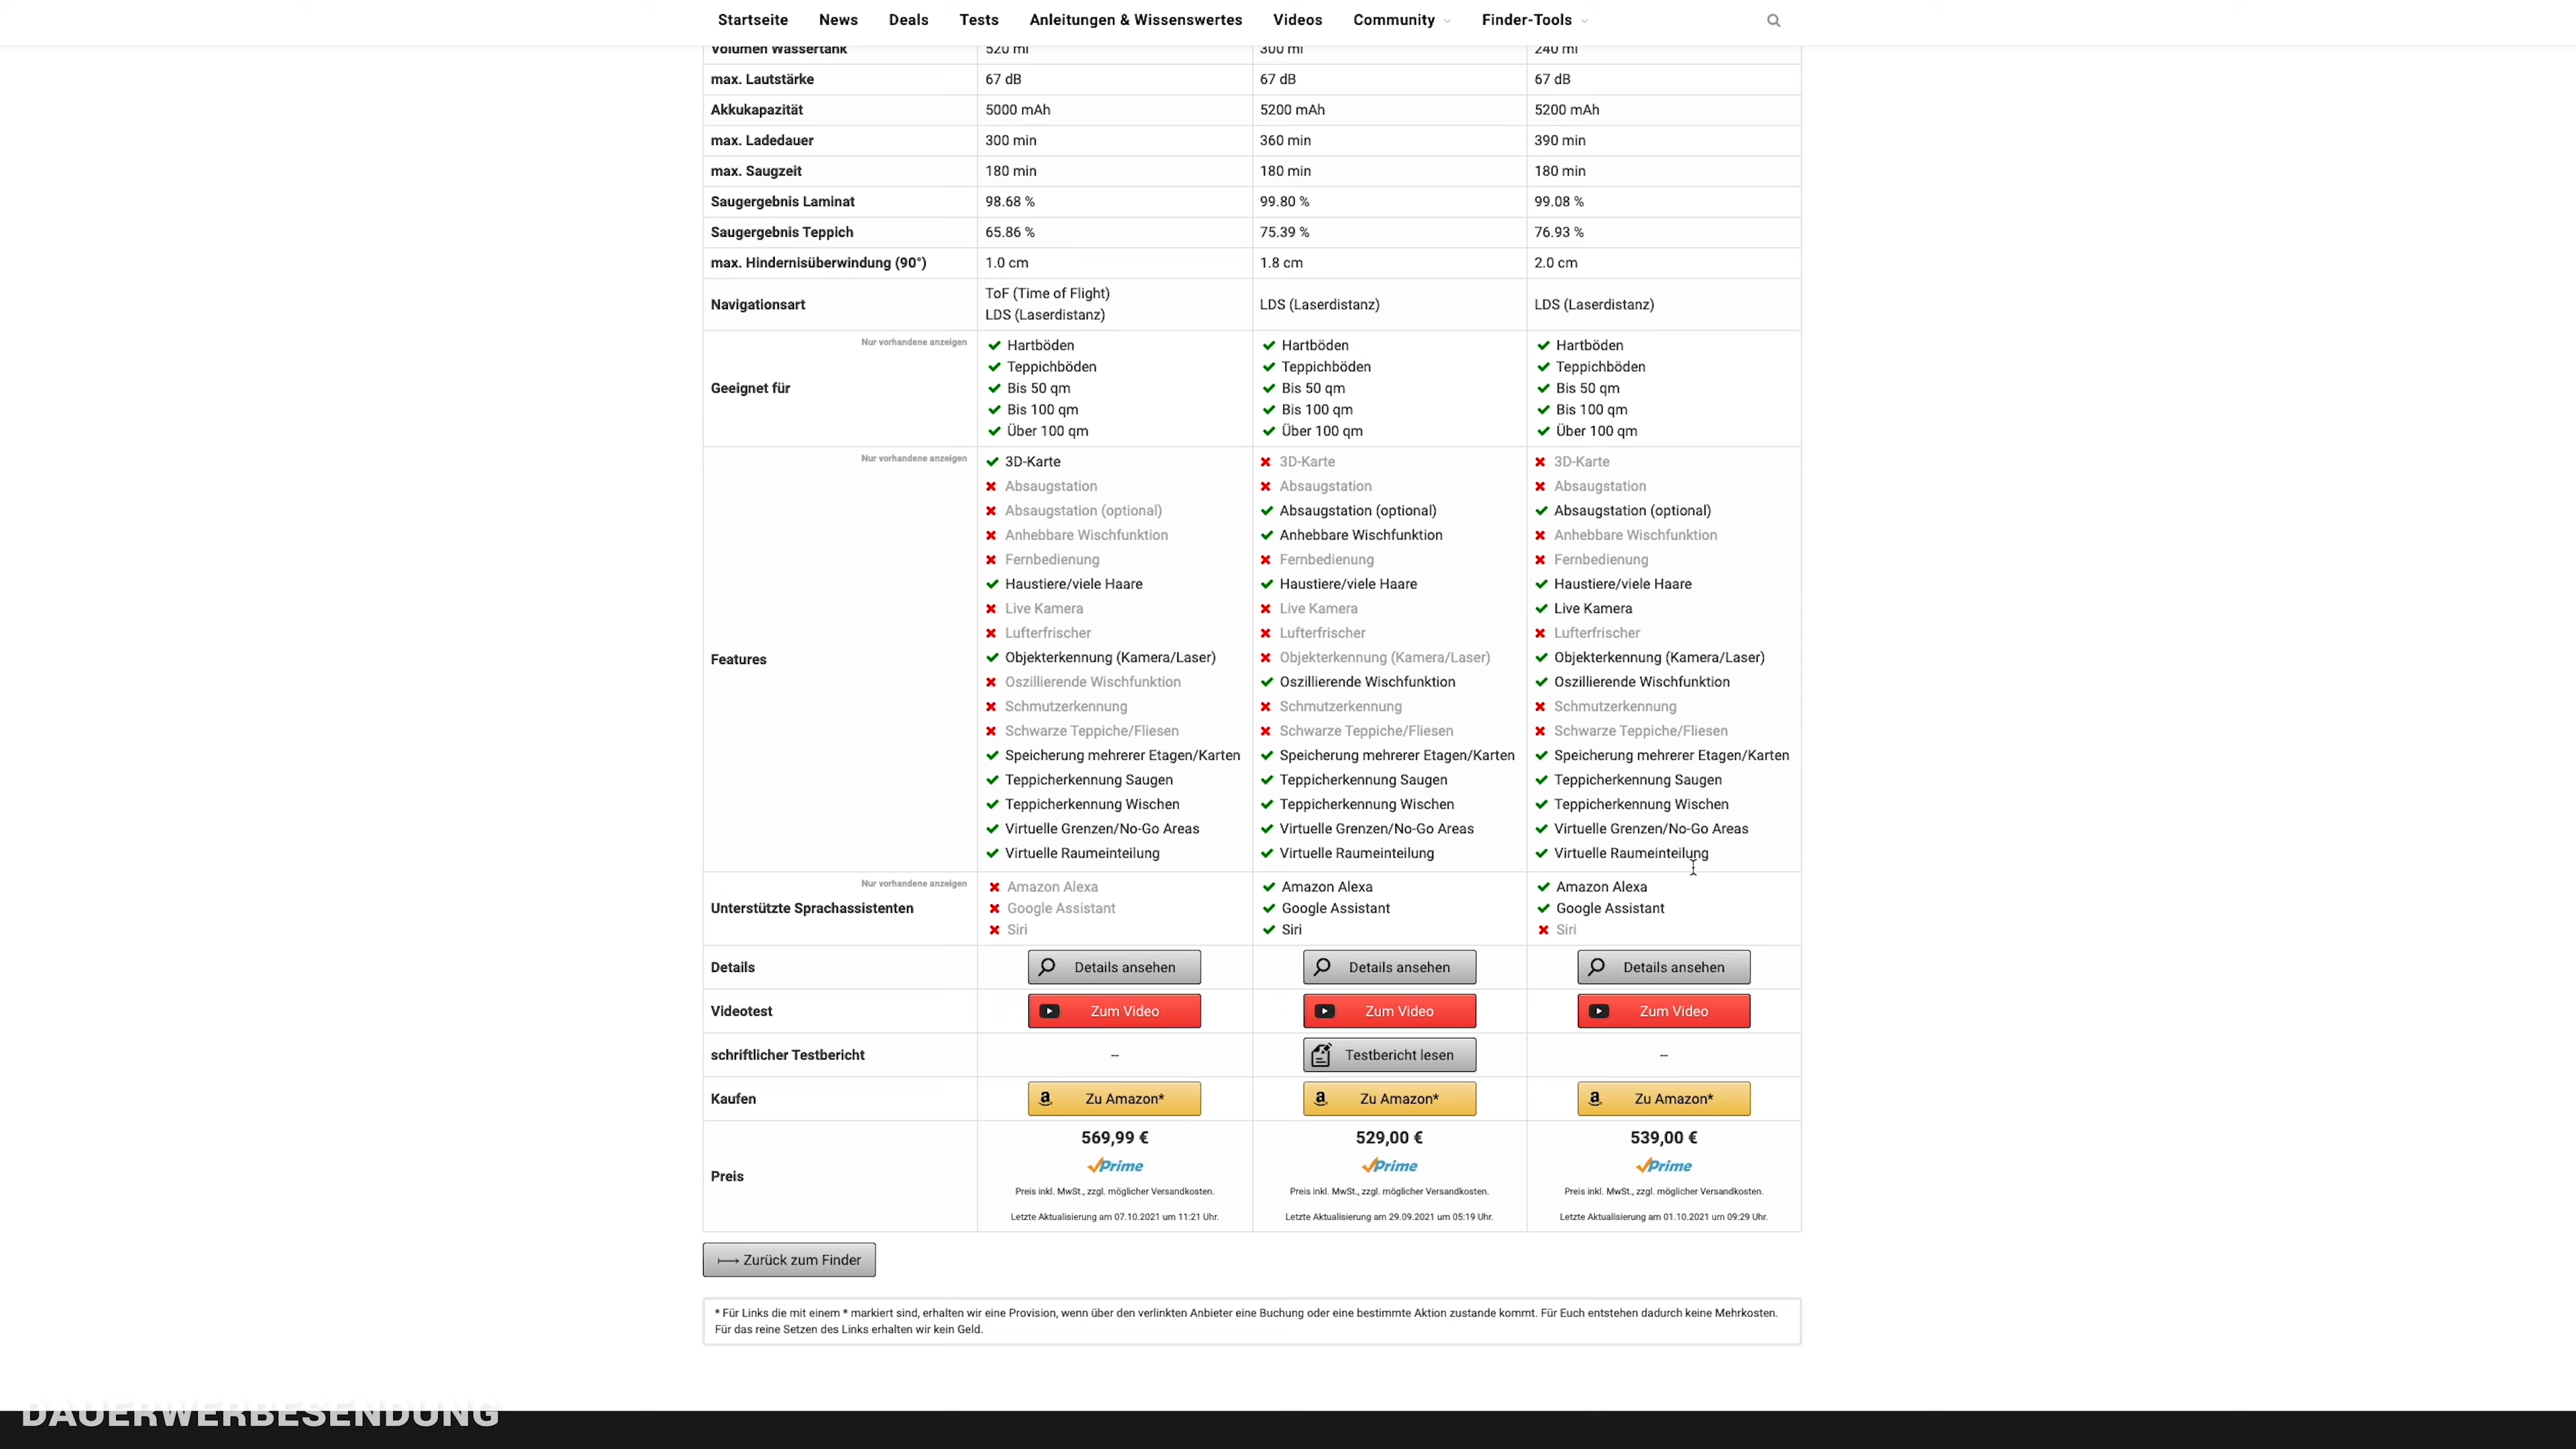 Startseite News Deals Tests Anleitungen & Wissenswertes Videos Community Finder-Tools
Volumen Wassertank 520 ml 300 ml 240 ml
max. Lautstärke 67 dB 67 dB 67 dB
Akkukapazität 5000 mAh 5200 mAh 5200 mAh
max. Ladedauer 300 min 360 min 390 min
max. Saugzeit 180 min 180 min 180 min
Saugergebnis Laminat 98.68 % 99.80 % 99.08 %
Saugergebnis Teppich 65.86 % 75.39 % 76.93 %
max. Hindernisüberwindung (90°) 1.0 cm 1.8 cm 2.0 cm
Navigationsart ToF (Time of Flight) LDS (Laserdistanz) LDS (Laserdistanz)
LDS (Laserdistanz)
Nur vorhandene anzeigen Hartböden Hartböden Hartböden
Teppichböden Teppichböden Teppichböden
Geeignet für Bis 50 qm Bis 50 qm Bis 50 qm
Bis 100 qm Bis 100 qm Bis 100 qm
Über 100 qm Über 100 qm Über 100 qm
Nur vorhandene anzeigen 3D-Karte 3D-Karte 3D-Karte
Absaugstation Absaugstation Absaugstation
Absaugstation (optional) Absaugstation (optional) Absaugstation (optional)
Anhebbare Wischfunktion Anhebbare Wischfunktion Anhebbare Wischfunktion
Fernbedienung Fernbedienung Fernbedienung
Haustiere/viele Haare Haustiere/viele Haare Haustiere/viele Haare
Live Kamera Live Kamera Live Kamera
Lufterfrischer Lufterfrischer Lufterfrischer
Features Objekterkennung (Kamera/Laser) Objekterkennung (Kamera/Laser) Objekterkennung (Kamera/Laser)
Oszillierende Wischfunktion Oszillierende Wischfunktion Oszillierende Wischfunktion
Schmutzerkennung Schmutzerkennung Schmutzerkennung
Schwarze Teppiche/Fliesen Schwarze Teppiche/Fliesen Schwarze Teppiche/Fliesen
Speicherung mehrerer Etagen/Karten Speicherung mehrerer Etagen/Karten Speicherung mehrerer Etagen/Karten
Teppicherkennung Saugen Teppicherkennung Saugen Teppicherkennung Saugen
Teppicherkennung Wischen Teppicherkennung Wischen Teppicherkennung Wischen
Virtuelle Grenzen/No-Go Areas Virtuelle Grenzen/No-Go Areas Virtuelle Grenzen/No-Go Areas
Virtuelle Raumeinteilung Virtuelle Raumeinteilung Virtuelle Raumeinteilung
Nur vorhandene anzeigen Amazon Alexa Amazon Alexa Amazon Alexa
Unterstützte Sprachassistenten Google Assistant Google Assistant Google Assistant
Siri Siri Siri
Details Details ansehen Details ansehen Details ansehen
Videotest Zum Video Zum Video Zum Video
schriftlicher Testbericht -- Testbericht lesen --
Kaufen a Zu Amazon* a Zu Amazon* a Zu Amazon*
569,99 € 529,00 € 539,00 €
Prime Prime Prime
Preis
Preis inkl. MwSt., zzgl. möglicher Versandkosten. Preis inkl. MwSt., zzgl. möglicher Versandkosten. Preis inkl. MwSt., zzgl. möglicher Versandkosten.
Letzte Aktualisierung am 07.10.2021 um 11:21 Uhr. Letzte Aktualisierung am 29.09.2021 um 05:19 Uhr. Letzte Aktualisierung am 01.10.2021 um 09:29 Uhr.
Zurück zum Finder
* Für Links die mit einem * markiert sind, erhalten wir eine Provision, wenn über den verlinkten Anbieter eine Buchung oder eine bestimmte Aktion zustande kommt. Für Euch entstehen dadurch keine Mehrkosten.
Für das reine Setzen des Links erhalten wir kein Geld.
DAUERWERBESENDUNG